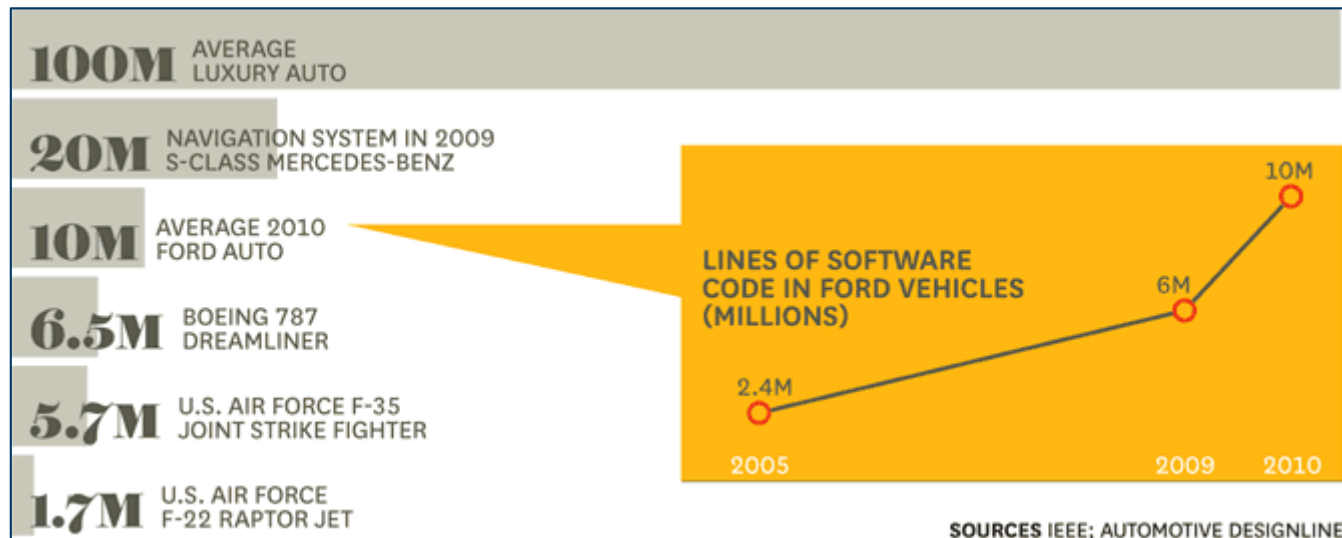 100M AVERAGE
LUXURY AUTO
20M NAVIGATION SYSTEM IN 2009
S-CLASS MERCEDES-BENZ
10M AVERAGE 2010
FORD AUTO
6.5M BOEING 787
DREAMLINER
5.7M U.S. AIR FORCE F-35
JOINT STRIKE FIGHTER
1.7M U.S. AIR FORCE
F-22 RAPTOR JET
LINES OF SOFTWARE
CODE IN FORD VEHICLES
(MILLIONS)
2.4M
6M
10M
2005
2009
2010
SOURCES IEEE; AUTOMOTIVE DESIGNLINE